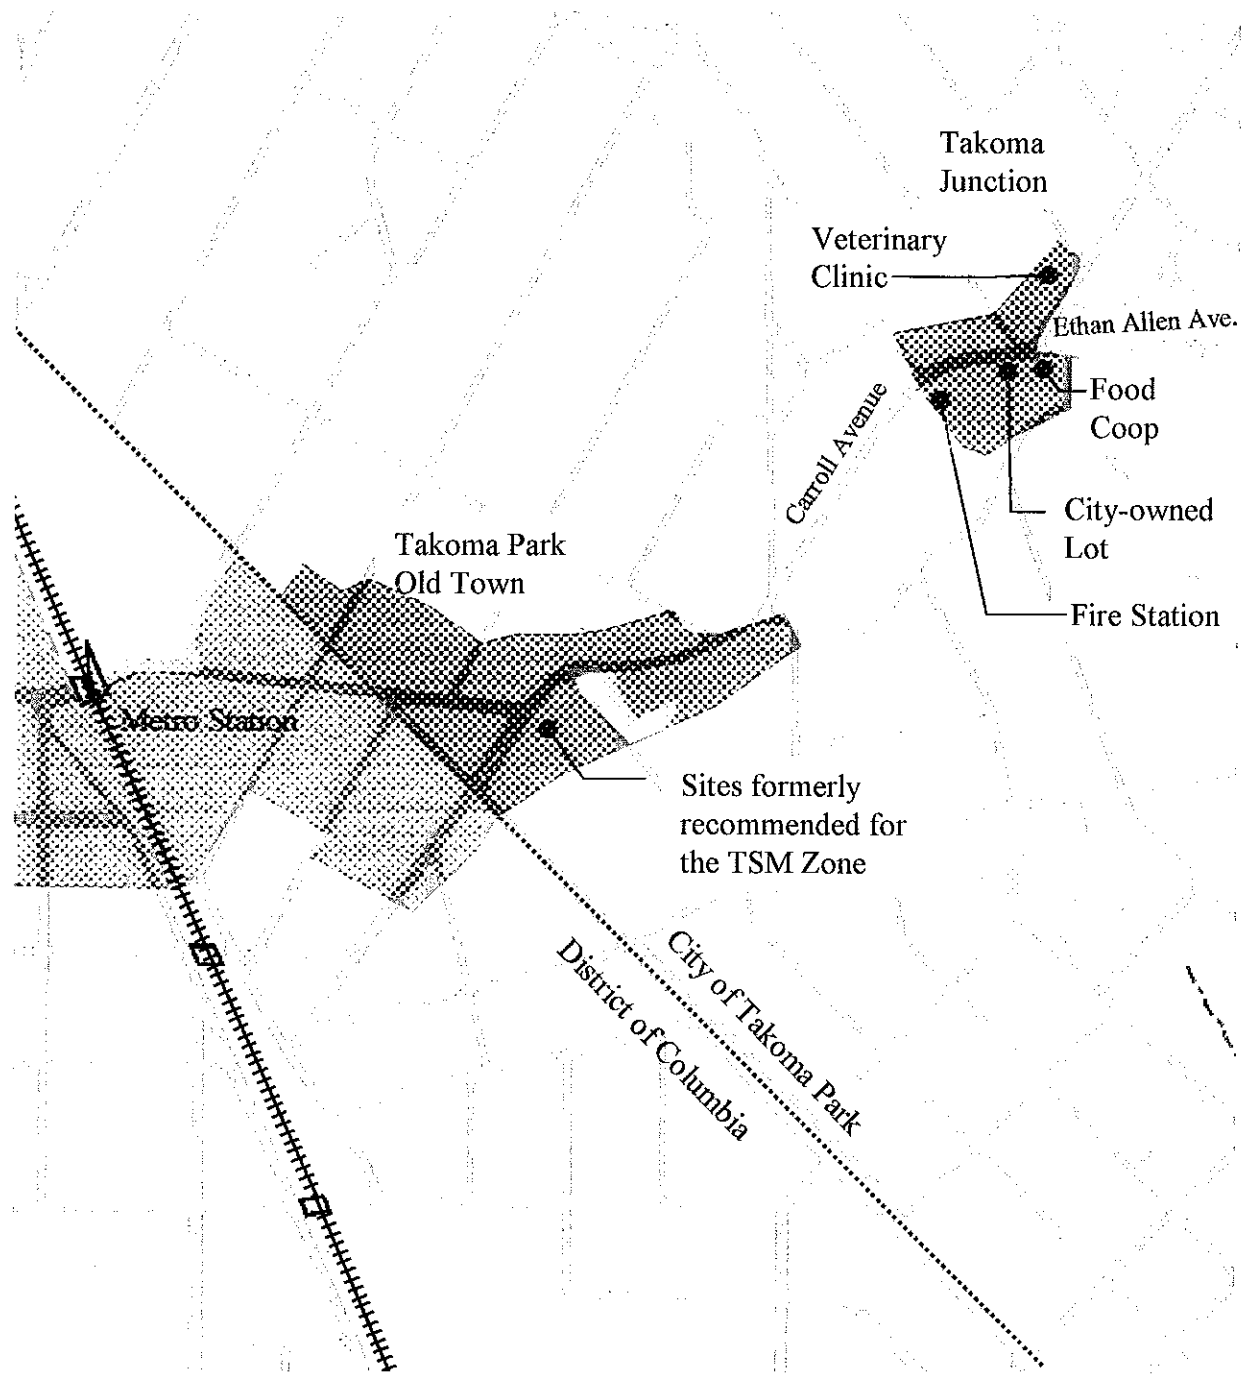 Takoma
Junction
Veterinary
Clinic
Ethan Allen Ave.
Food
Coop
Carroll Avenue
City-owned
Lot
Takoma Park
Old Town
Fire Station
Metro Station
Sites formerly
recommended for
the TSM Zone
City of Takoma Park
District of Columbia